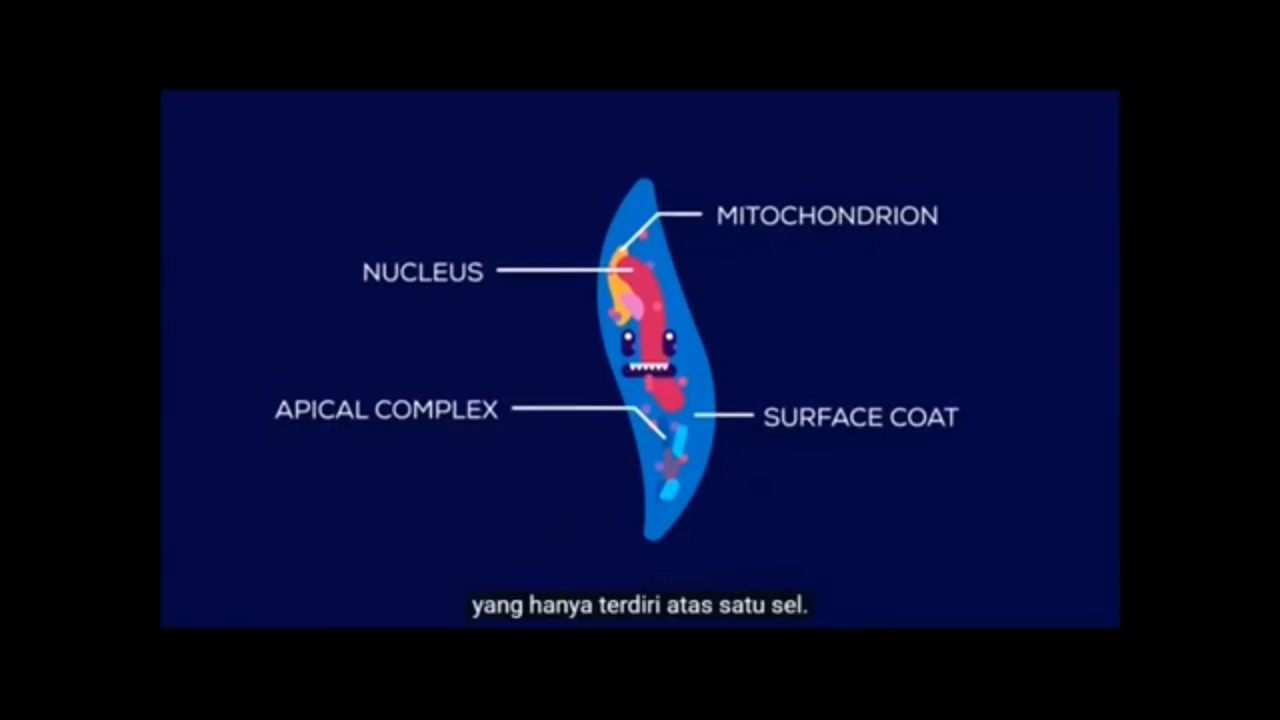 MITOCHONDRION
NUCLEUS
APICAL COMPLEX
SURFACE COAT
yang hanya terdiri atas satu sel.